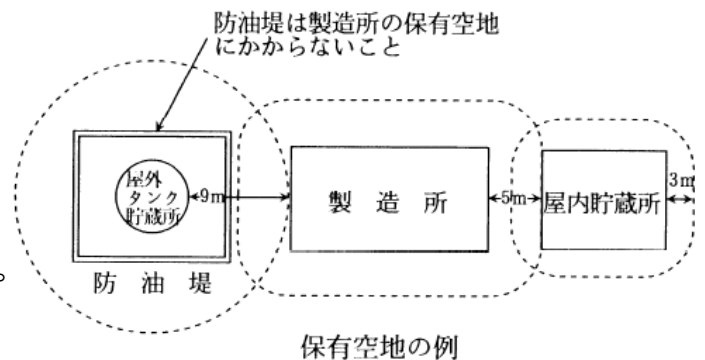 防油堤は製造所の保有空地
にかからないこと
屋外
タンク
貯蔵所
9m
製造所
5m
屋内貯蔵所
3m
。
防油堤
保有空地の例